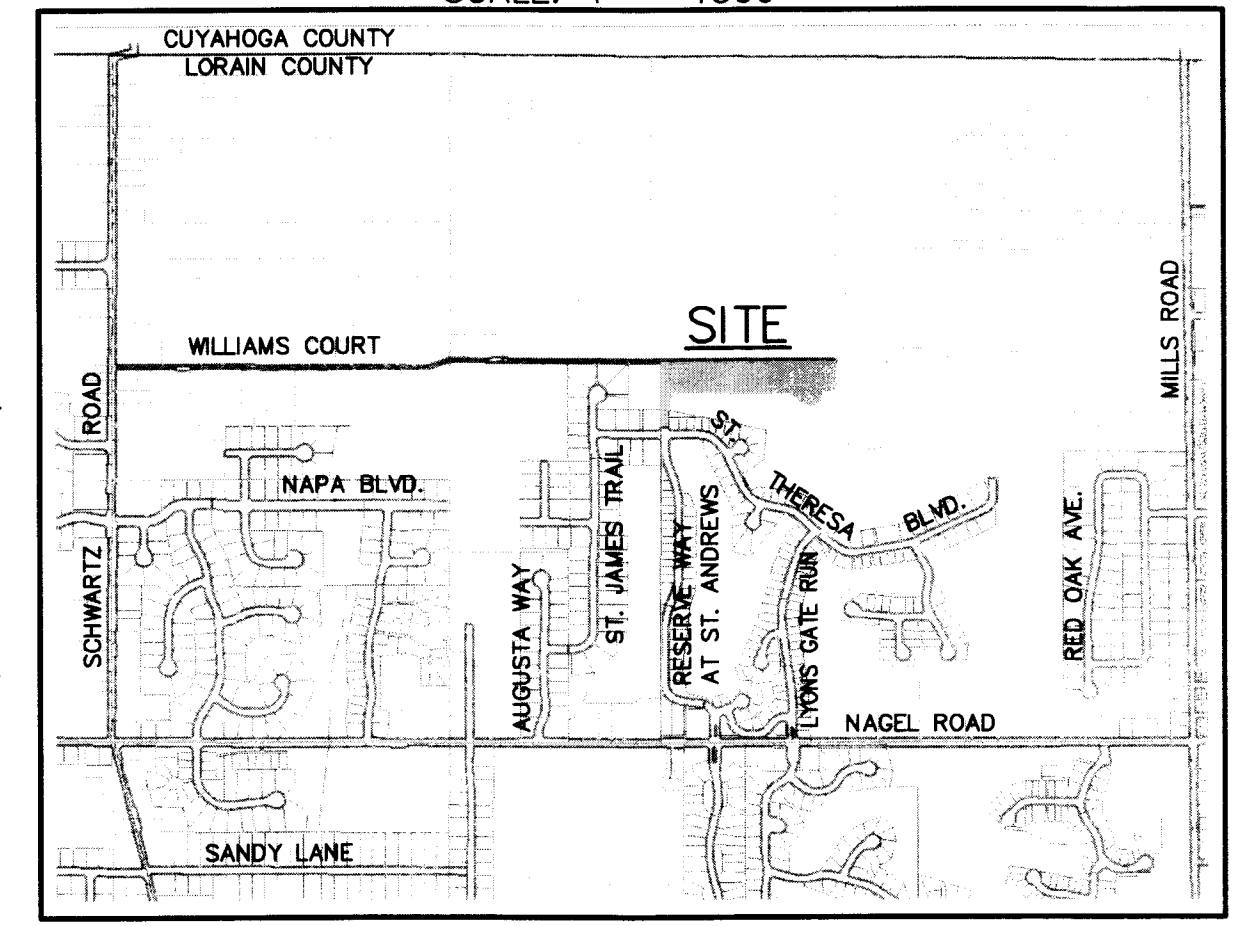 CUYAHOGA COUNTY
LORAIN COUNTY
WILLIAMS COURT
SITE
MILLS ROAD
SCHWARTZ ROAD
NAPA BLVD.
AUGUSTA WAY
ST. JAMES TRAIL
RESERVE WAY
AT ST. ANDREWS
ST. THERESA BLVD.
LYONS GATE RUN
RED OAK AVE.
NAGEL ROAD
SANDY LANE